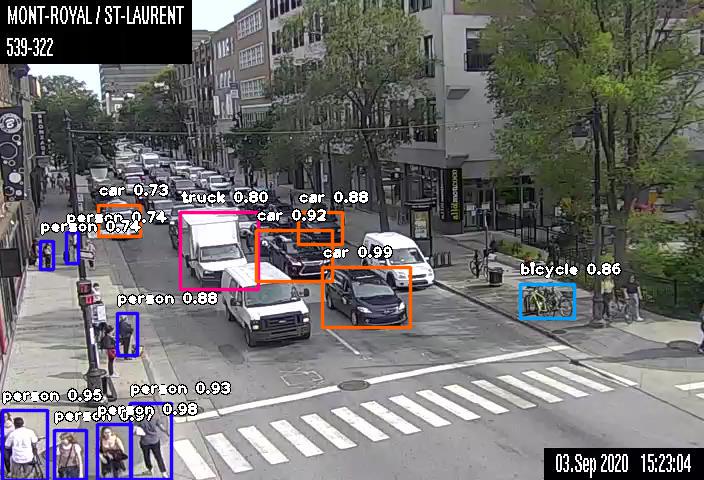 MONT-ROYAL / ST-LAURENT
539-322
car 0.73
truck 0.80
car 0.88
person 0.74
car 0.92
person 0.74
car 0.99
bicycle 0.86
person 0.88
person 0.93
person 0.95
person 0.98
03.Sep 2020 15:23:04